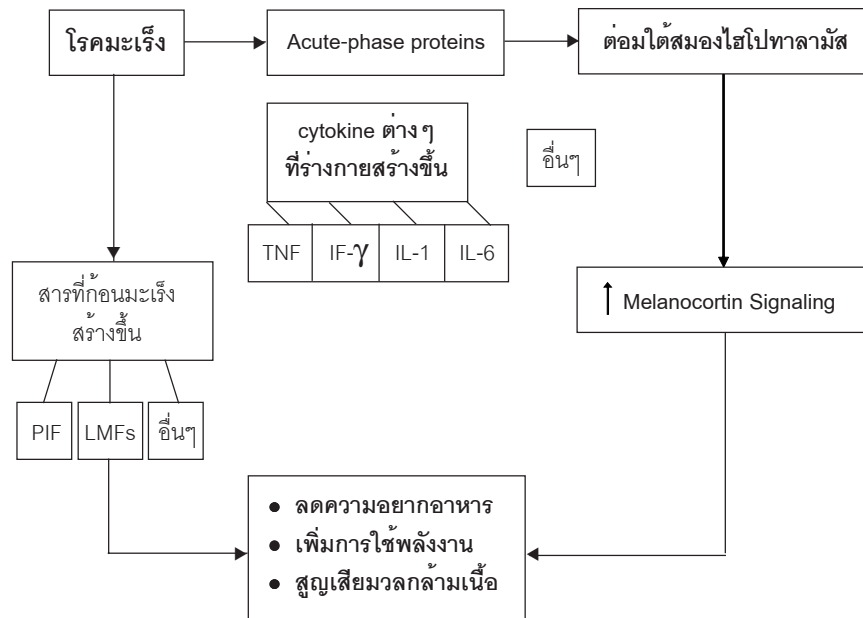 โรคมะเร็ง
Acute-phase proteins
ต่อมใต้สมองไฮโปทาลามัส
cytokine ต่างๆ
ที่ร่างกายสร้างขึ้น
อื่นๆ
TNF
IF-γ
IL-1
IL-6
สารที่ก้อนมะเร็ง
สร้างขึ้น
↑ Melanocortin Signaling
PIF
LMFs
อื่นๆ
● ลดความอยากอาหาร
● เพิ่มการใช้พลังงาน
● สูญเสียมวลกล้ามเนื้อ